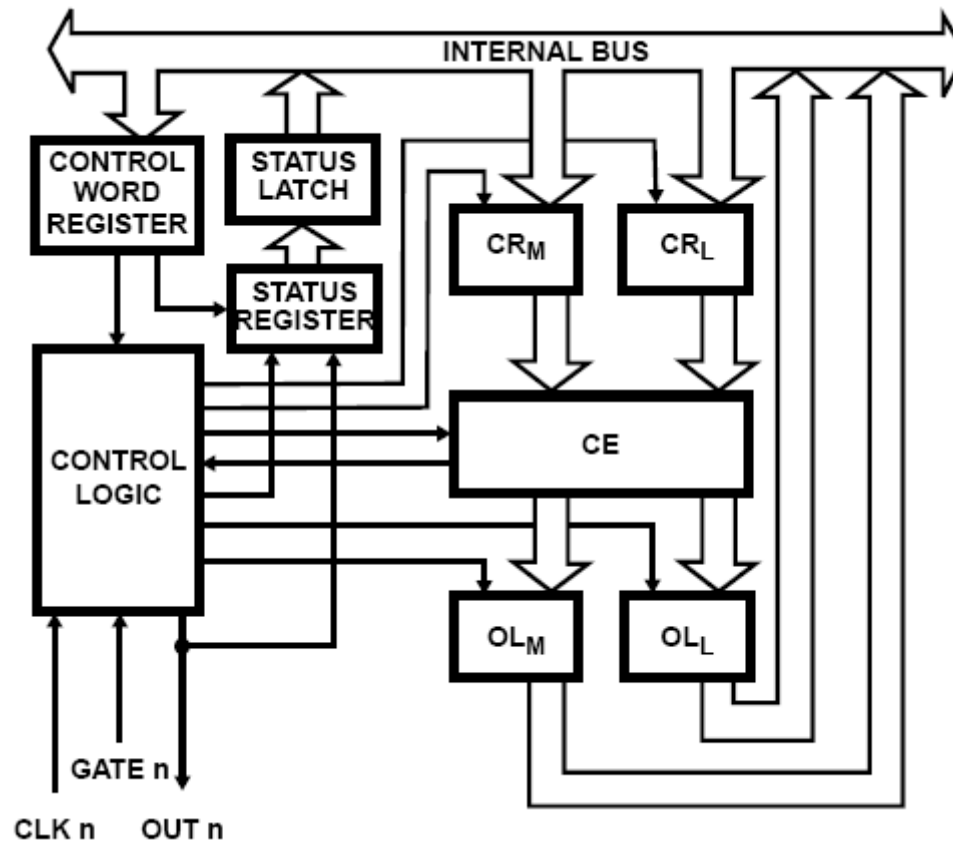 INTERNAL BUS
CONTROL
WORD
REGISTER
STATUS
LATCH
CRM
CRL
STATUS
REGISTER
CONTROL
LOGIC
CE
OLM
OLL
GATE n
CLK n
OUT n